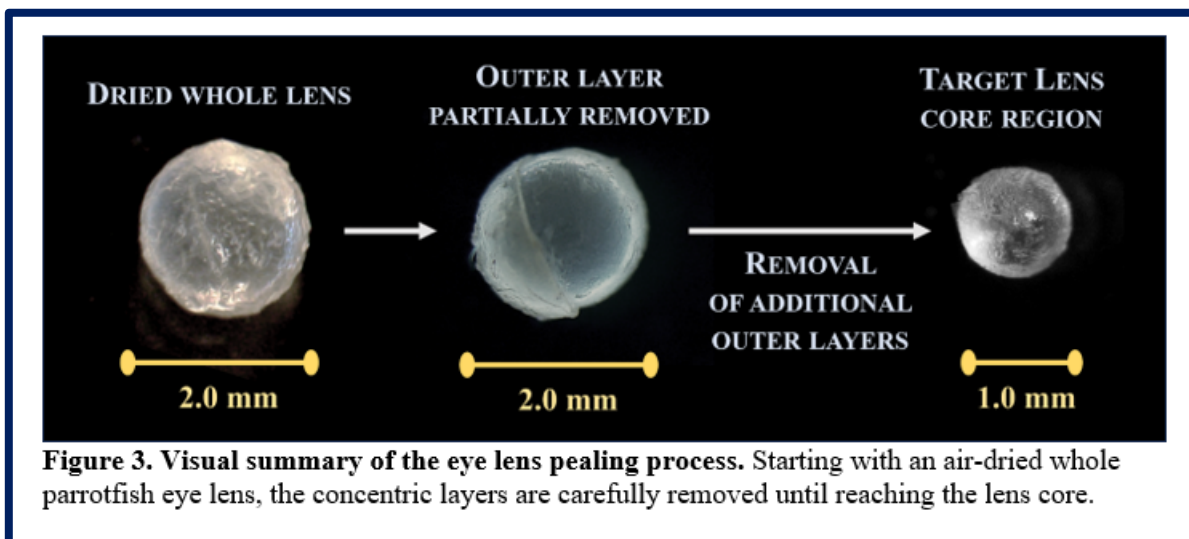 DRIED WHOLE LENS
OUTER LAYER
PARTIALLY REMOVED
TARGET LENS
CORE REGION
REMOVAL
OF ADDITIONAL
OUTER LAYERS
2.0 mm
2.0 mm
1.0 mm
Figure 3. Visual summary of the eye lens pealing process. Starting with an air-dried whole
parrotfish eye lens, the concentric layers are carefully removed until reaching the lens core.